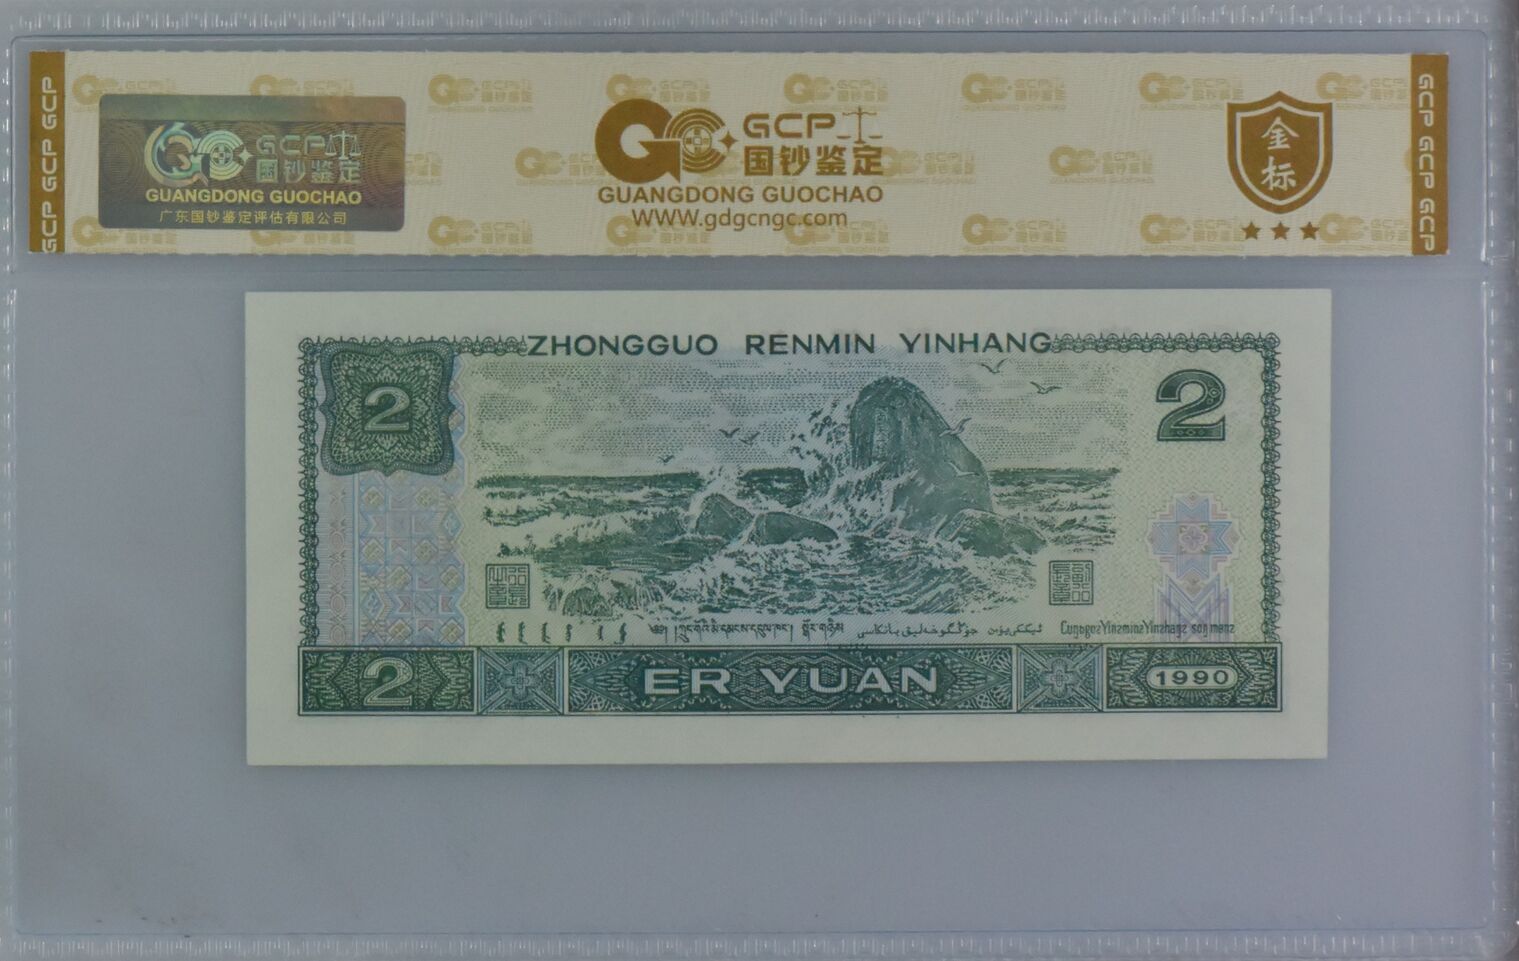 GCP GCP GCP
GCP
国钞鉴定
GUANGDONG GUOCHAO
广东国钞鉴定评估有限公司
GCP
国钞鉴定
GUANGDONG GUOCHAO
WWW.gdgcngc.com
金标
GCP GCP GCP
ZHONGGUO RENMIN YINHANG
2
2
2
ER YUAN
1990